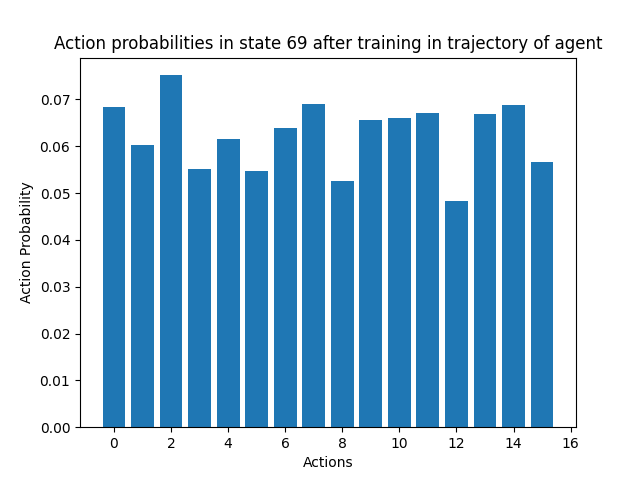 Action probabilities in state 69 after training in trajectory of agent
0.07
0.06
0.05
0.04
0.03
0.02
0.01
0.00
Action Probability
0 2 4 6 8 10 12 14 16
Actions